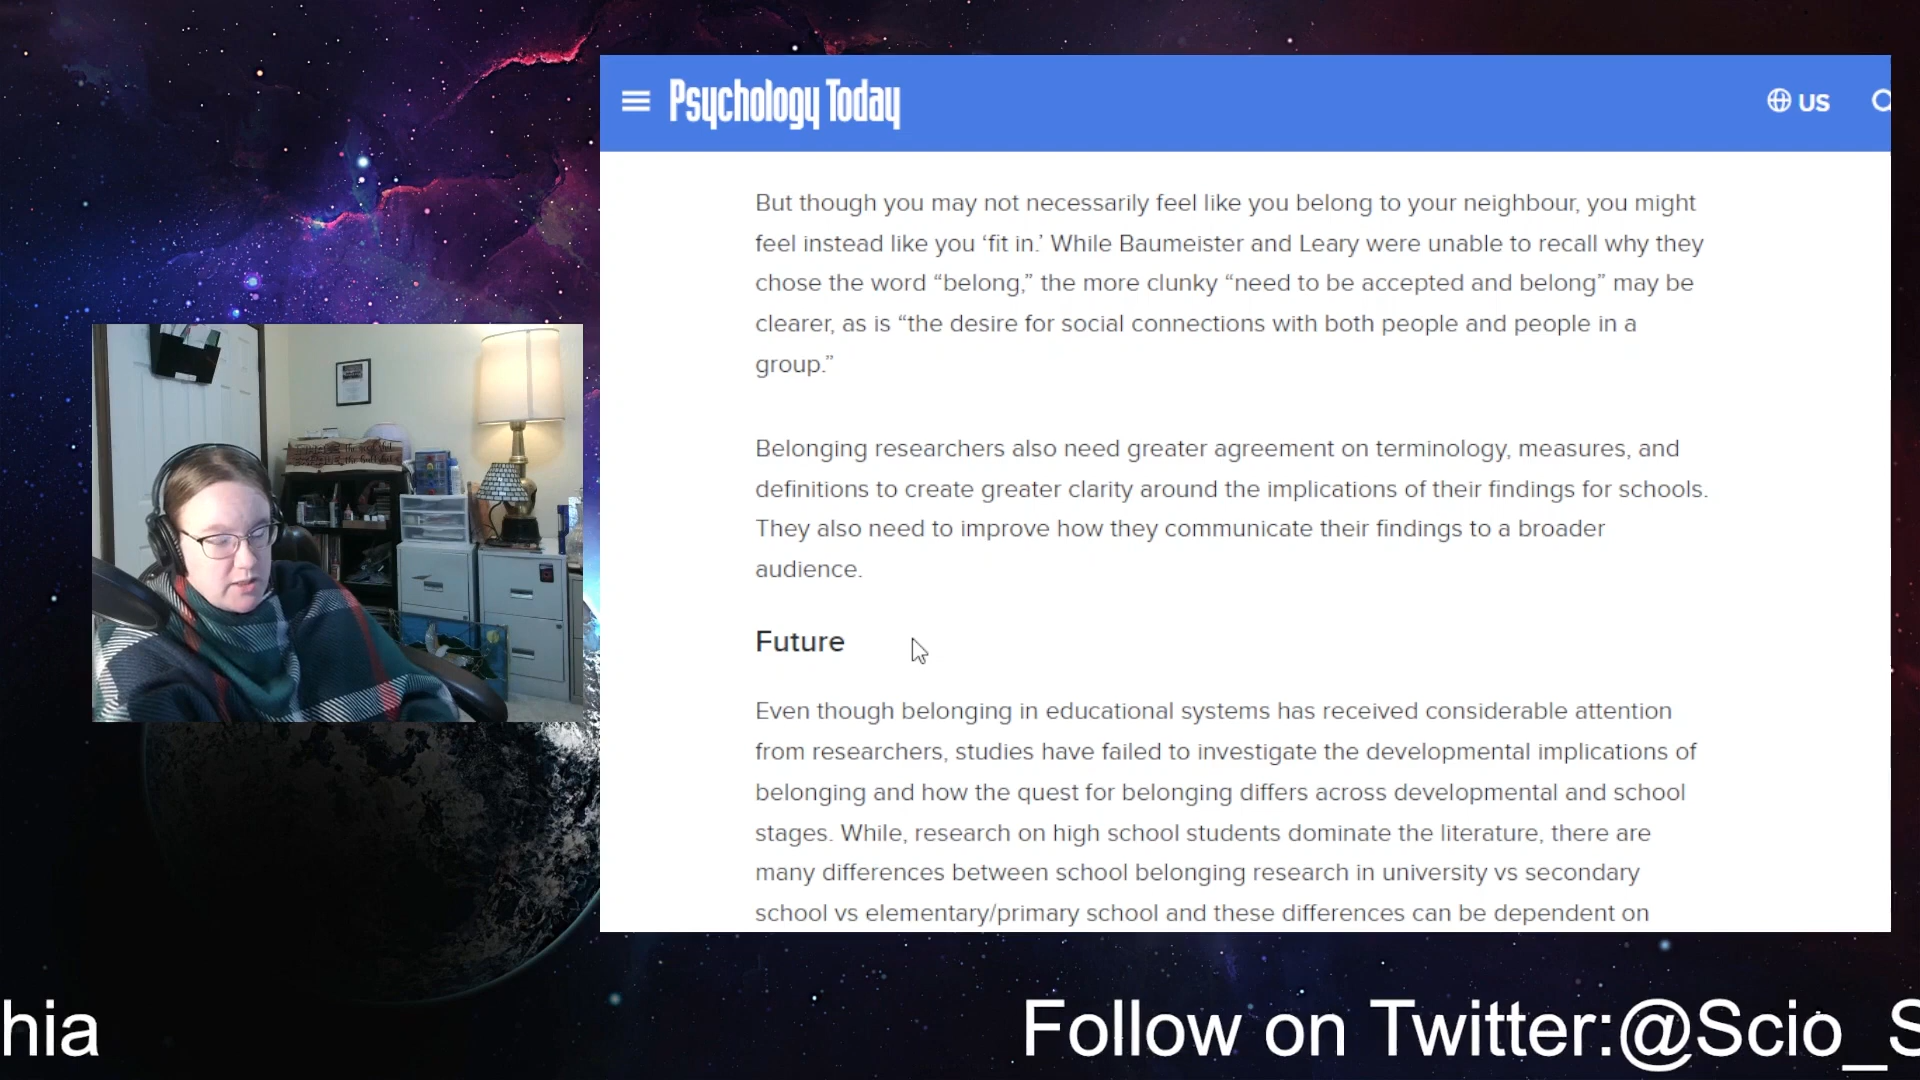 Psychology Today
US
But though you may not necessarily feel like you belong to your neighbour, you might
feel instead like you ‘fit in.’ While Baumeister and Leary were unable to recall why they
chose the word “belong,” the more clunky “need to be accepted and belong” may be
clearer, as is “the desire for social connections with both people and people in a
group.”
Belonging researchers also need greater agreement on terminology, measures, and
definitions to create greater clarity around the implications of their findings for schools.
They also need to improve how they communicate their findings to a broader
audience.
Future
Even though belonging in educational systems has received considerable attention
from researchers, studies have failed to investigate the developmental implications of
belonging and how the quest for belonging differs across developmental and school
stages. While, research on high school students dominate the literature, there are
many differences between school belonging research in university vs secondary
school vs elementary/primary school and these differences can be dependent on
hia
Follow on Twitter:@Scio_S